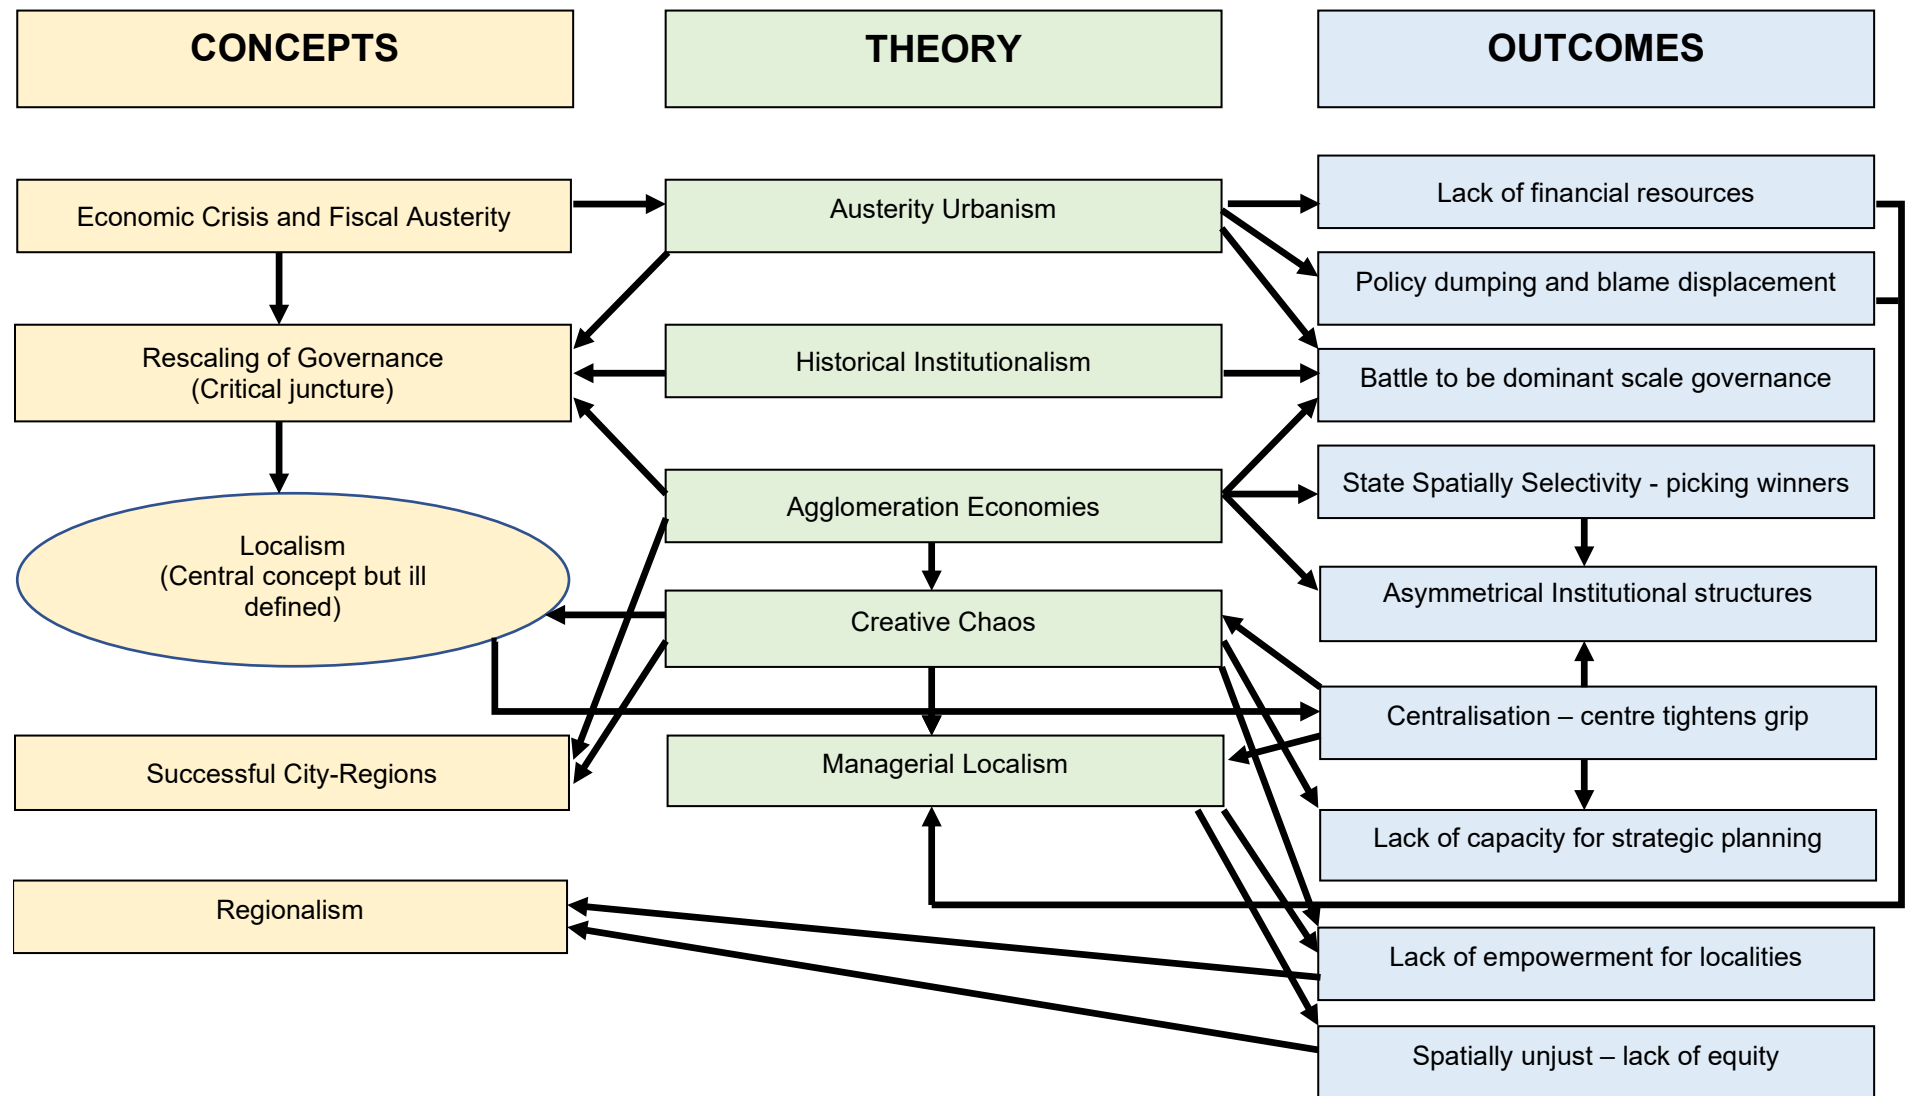 CONCEPTS
THEORY
OUTCOMES
Economic Crisis and Fiscal Austerity
Rescaling of Governance
(Critical juncture)
Localism
(Central concept but ill
defined)
Successful City-Regions
Regionalism
Austerity Urbanism
Historical Institutionalism
Agglomeration Economies
Creative Chaos
Managerial Localism
Lack of financial resources
Policy dumping and blame displacement
Battle to be dominant scale governance
State Spatially Selectivity - picking winners
Asymmetrical Institutional structures
Centralisation – centre tightens grip
Lack of capacity for strategic planning
Lack of empowerment for localities
Spatially unjust – lack of equity